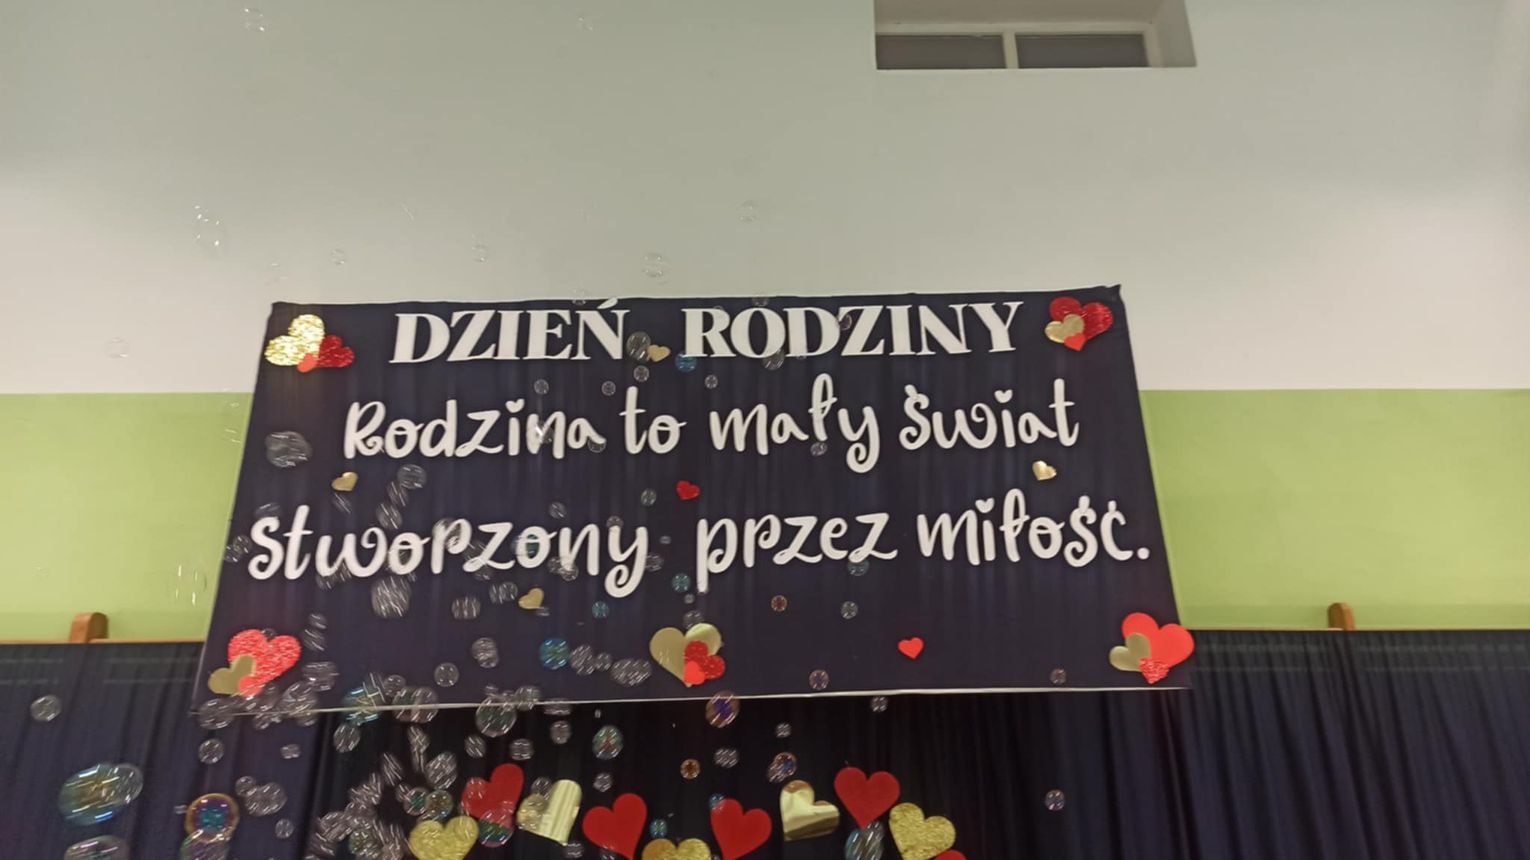 DZIEŃ RODZINY
Rodzina to mały świat
stworzony przez miłość.